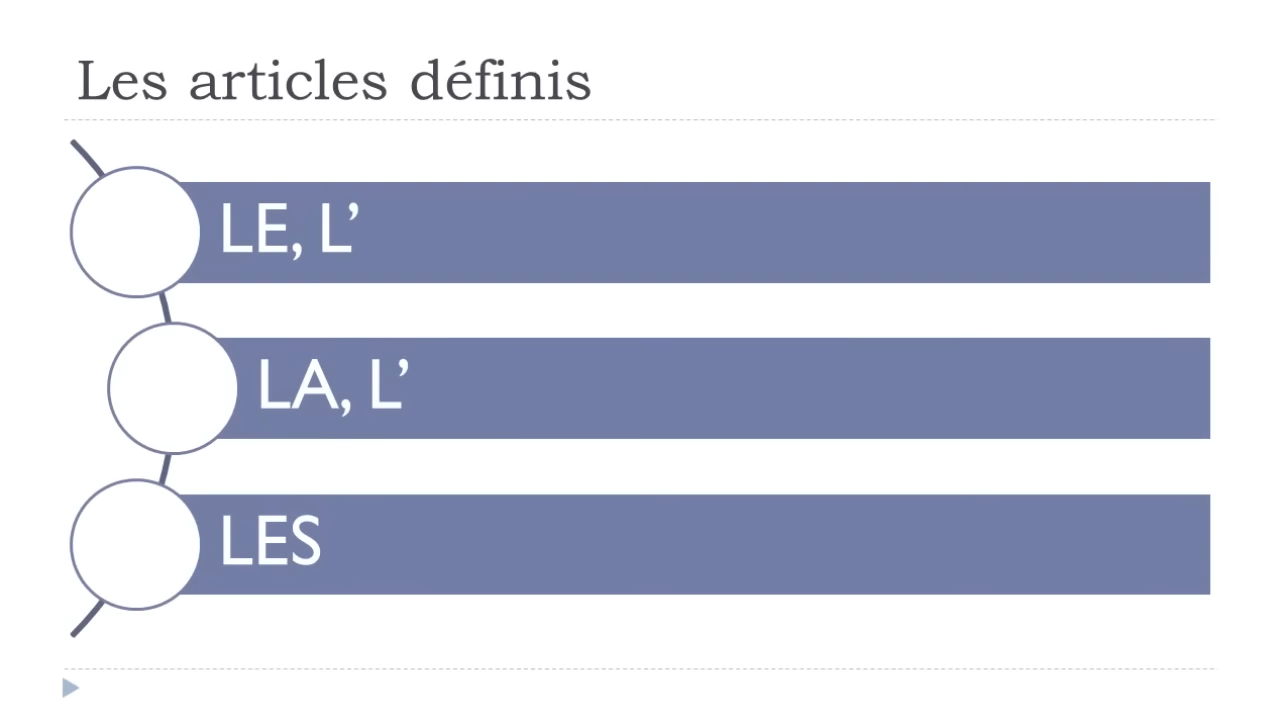 Les articles définis
LE, L’
LA, L’
LES